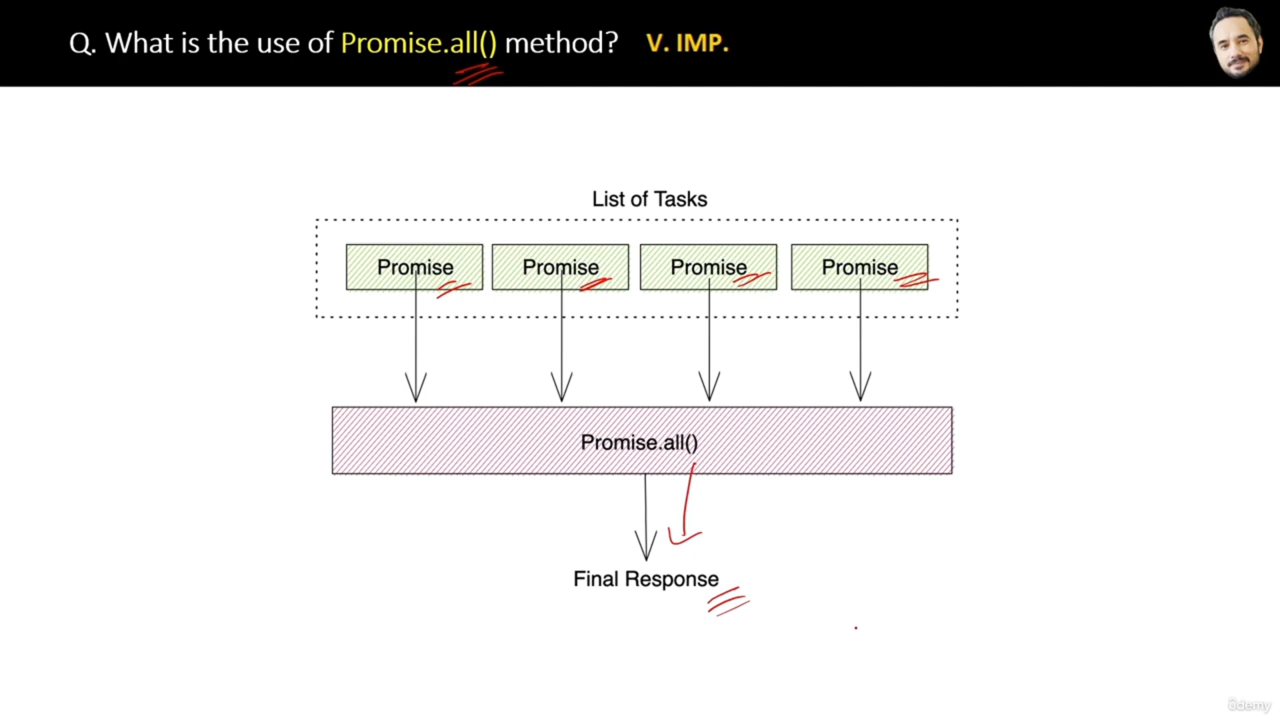 Q. What is the use of Promise.all() method? V. IMP.
List of Tasks
Promise Promise Promise Promise
Promise.all()
Final Response
ûdemy